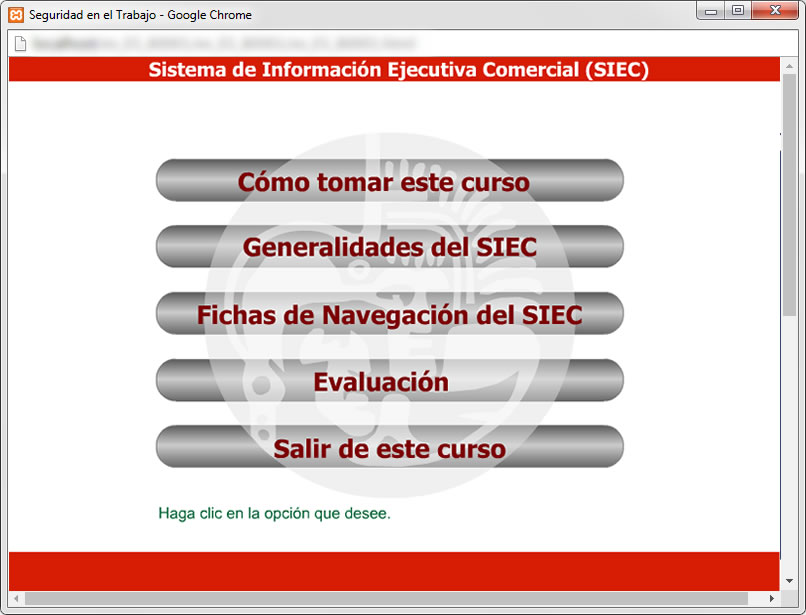 Seguridad en el Trabajo - Google Chrome
Sistema de Información Ejecutiva Comercial (SIEC)
Cómo tomar este curso
Generalidades del SIEC
Fichas de Navegación del SIEC
Evaluación
Salir de este curso
Haga clic en la opción que desee.